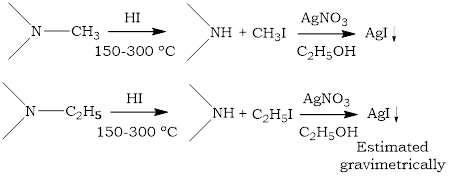 HI AgNO3
N—CH3 NH + CH3I AgI↓
150-300 °C C2H5OH
HI AgNO3
N—C2H5 NH + C2H5I AgI↓
150-300 °C C2H5OH
Estimated
gravimetrically